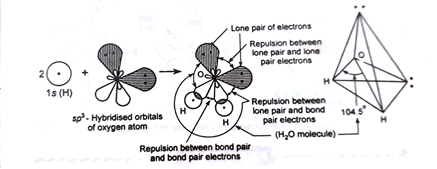 2
1s (H)
+
sp³ - Hybridised orbitals
of oxygen atom
O
H
H
Lone pair of electrons
Repulsion between
lone pair and lone
pair electrons
Repulsion between
lone pair and bond
pair electrons
(H₂O molecule)
Repulsion between bond pair
and bond pair electrons
O
H
H
104.5°